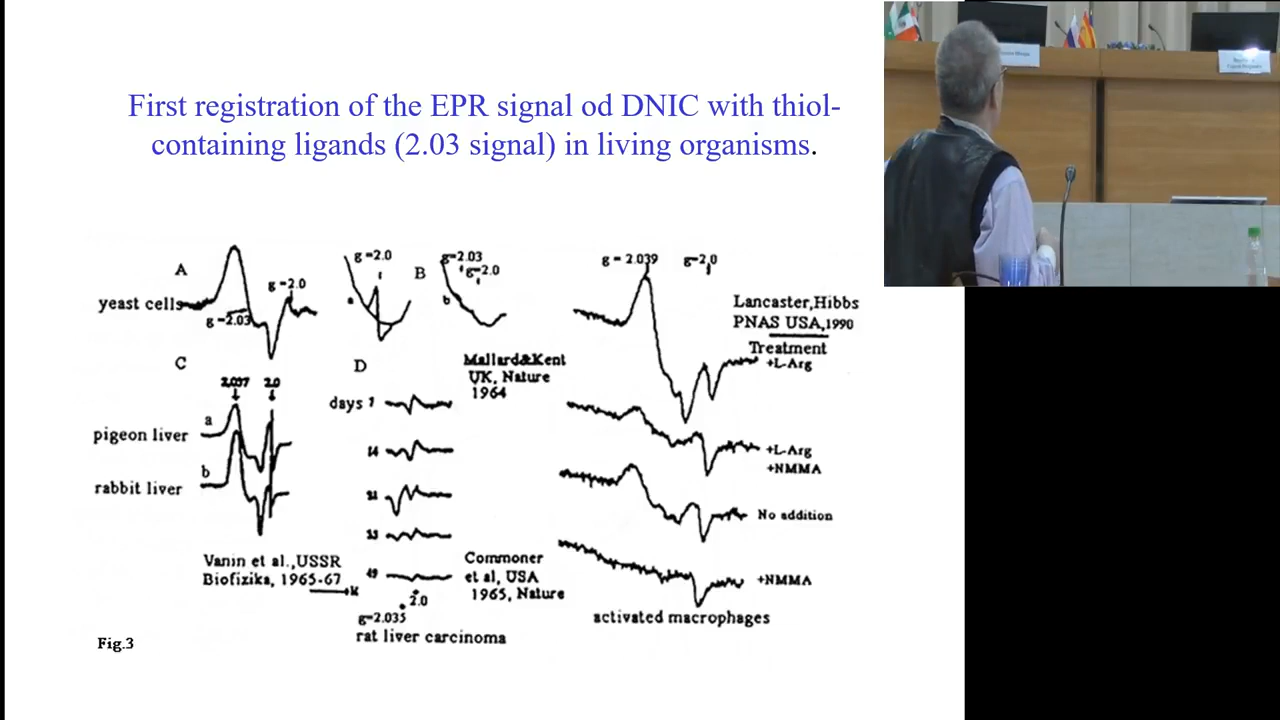 First registration of the EPR signal od DNIC with thiol-
containing ligands (2.03 signal) in living organisms.
A
yeast cells
g=2.03
g=2.0
g=2.0
a
B
g=2.03
g=2.0
b
g = 2.039
g=2.0
Lancaster,Hibbs
PNAS USA,1990
Treatment
+L-Arg
C
2,037
2.0
a
pigeon liver
b
rabbit liver
Vanin et al.,USSR
Biofizika, 1965-67
D
Mallard&Kent
UK, Nature
1964
days 1
14
21
33
49
2.0
g=2.035
rat liver carcinoma
Commoner
et al, USA
1965, Nature
+L-Arg
+NMMA
No addition
+NMMA
activated macrophages
Fig.3